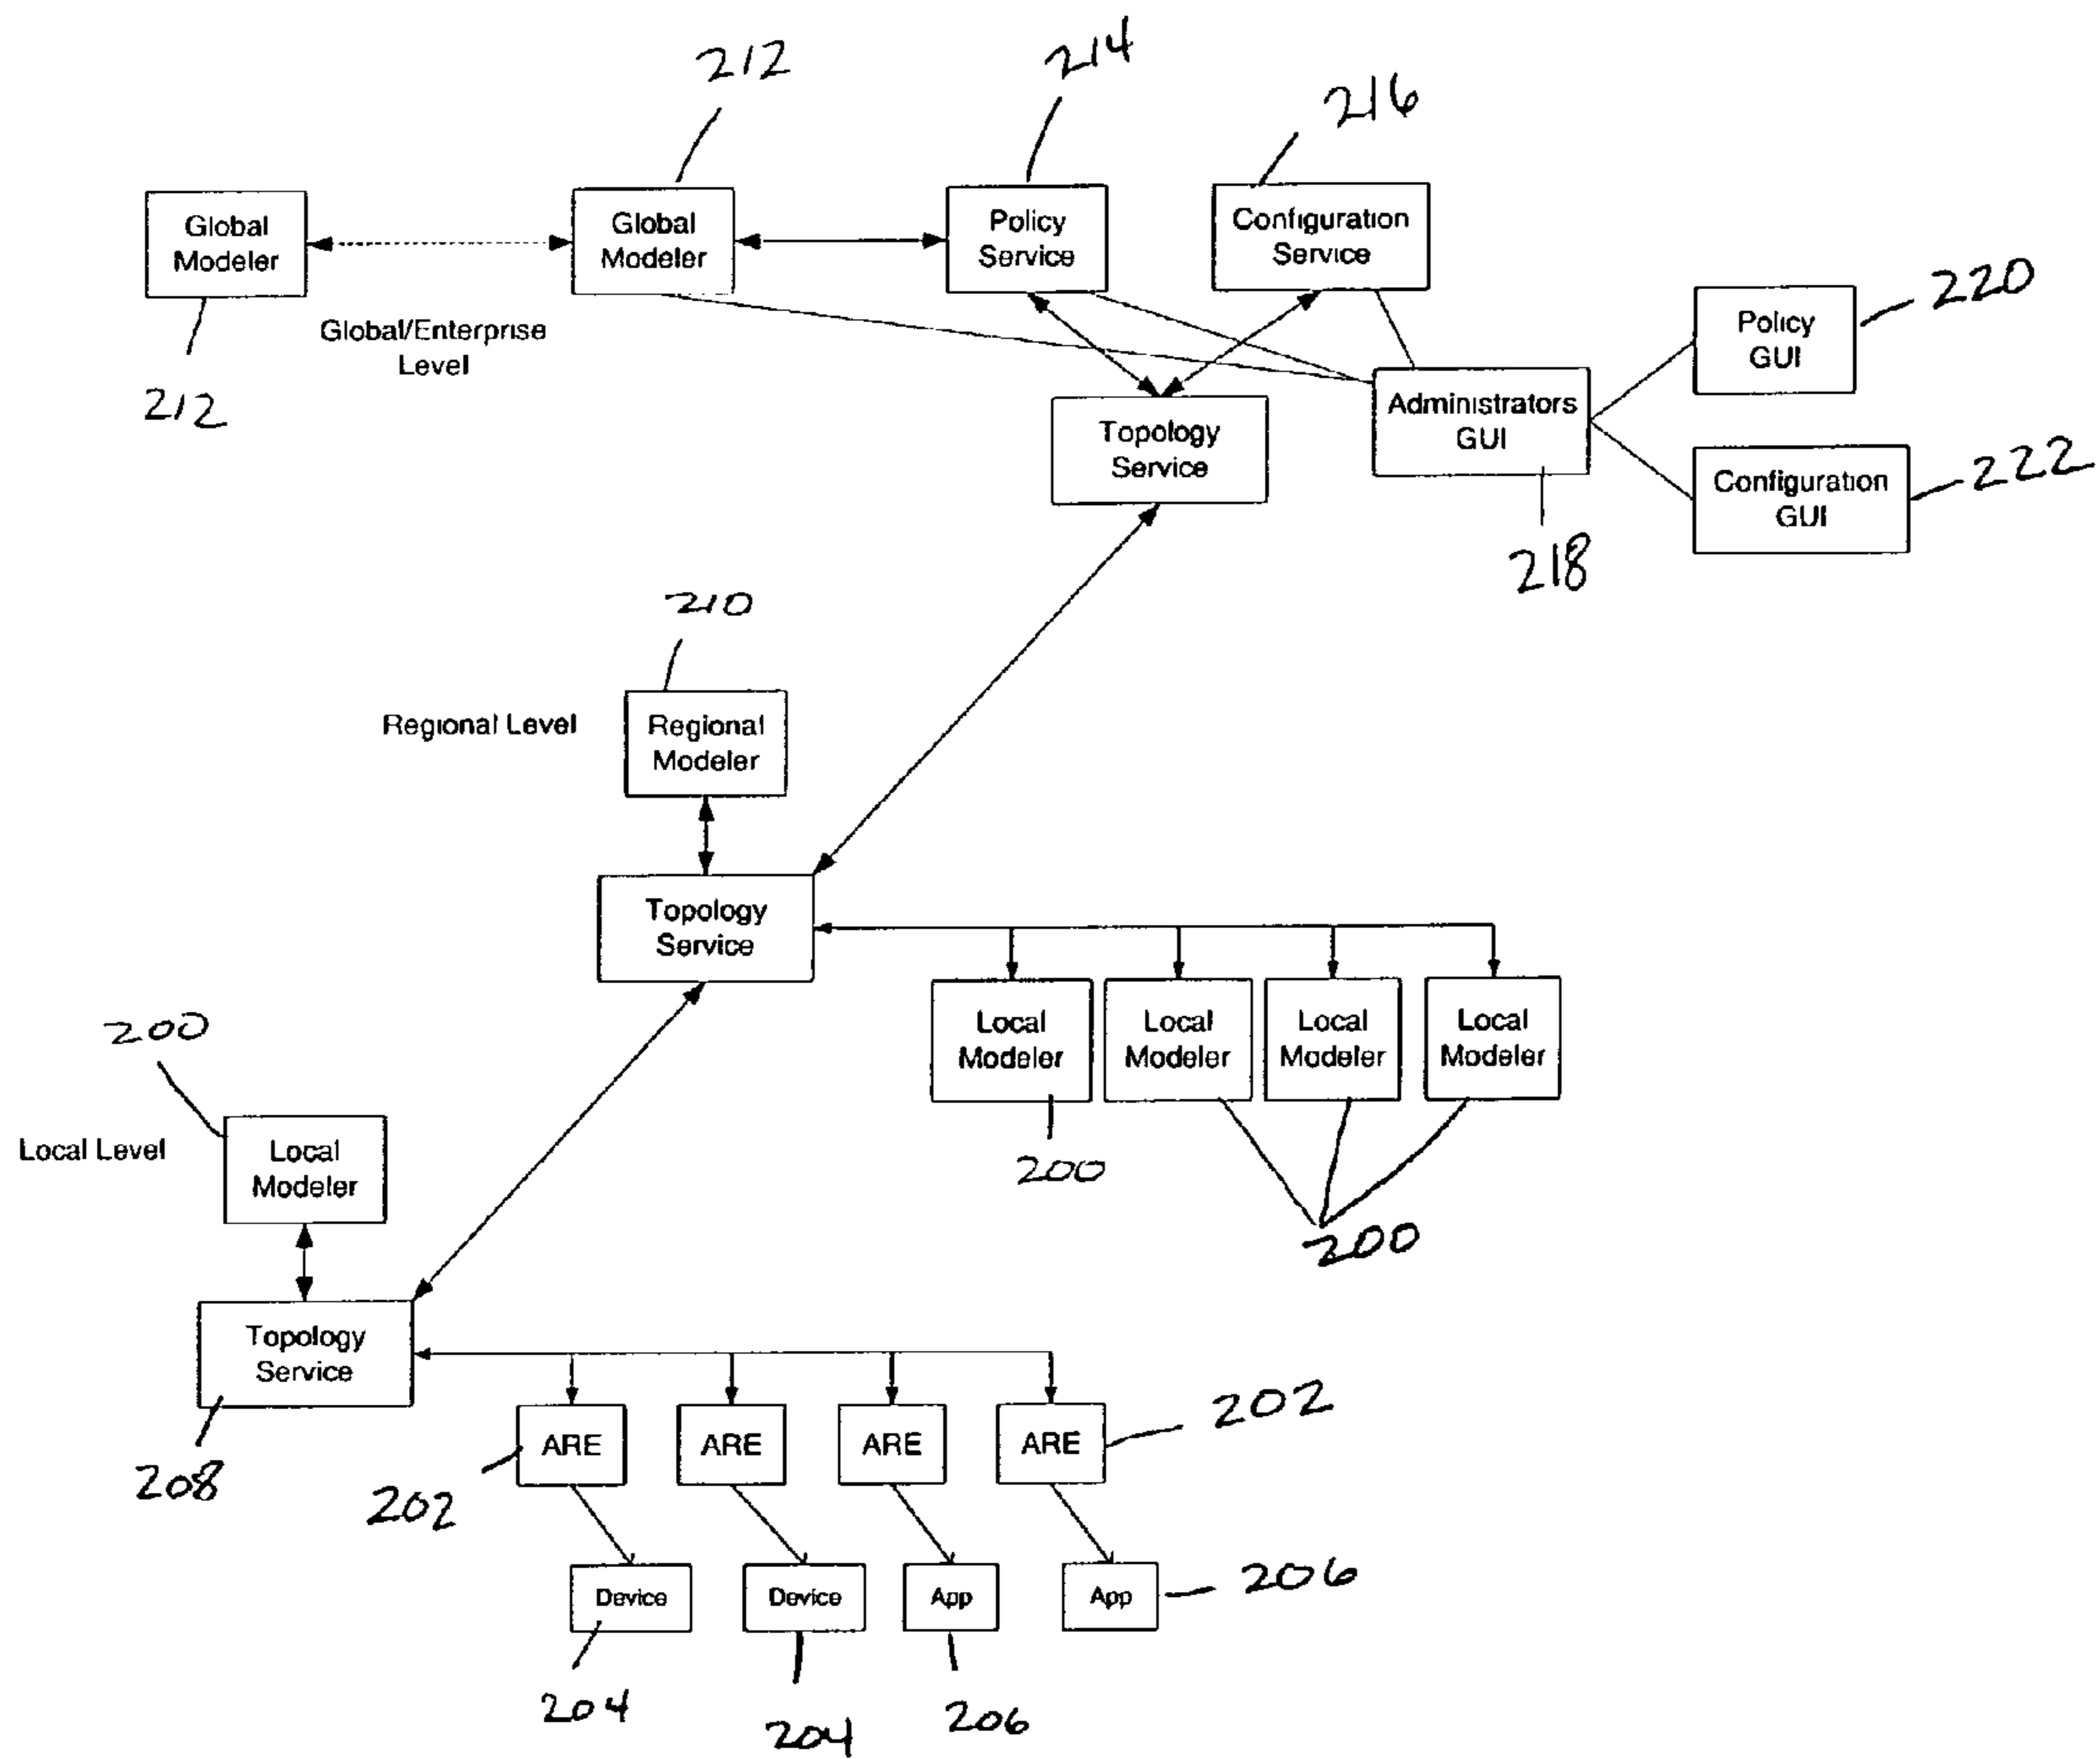 212
214
216
Global
Modeler
Global
Modeler
Policy
Service
Configuration
Service
220
Policy
GUI
Global/Enterprise
Level
212
Administrators
GUI
Topology
Service
222
Configuration
GUI
218
210
Regional Level
Regional
Modeler
Topology
Service
Local
Modeler
Local
Modeler
Local
Modeler
Local
Modeler
200
200
200
Local Level
Local
Modeler
Topology
Service
208
202
ARE
ARE
ARE
ARE
202
Device
Device
App
App
206
204
204
206